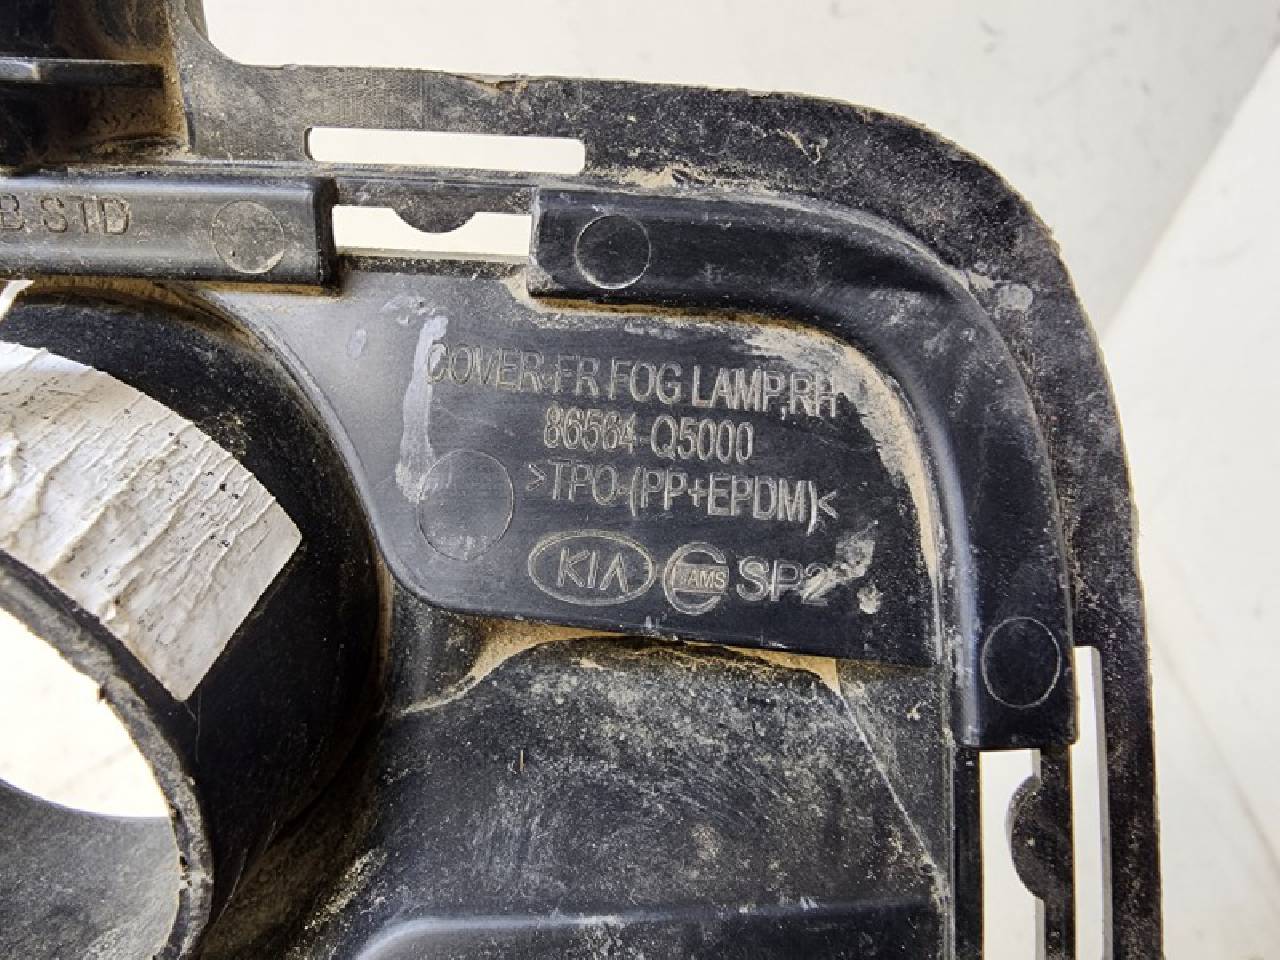 B STD
COVER-FR FOG LAMP,RH
86564-Q5000
>TPO-(PP+EPDM)<
KIA SP2